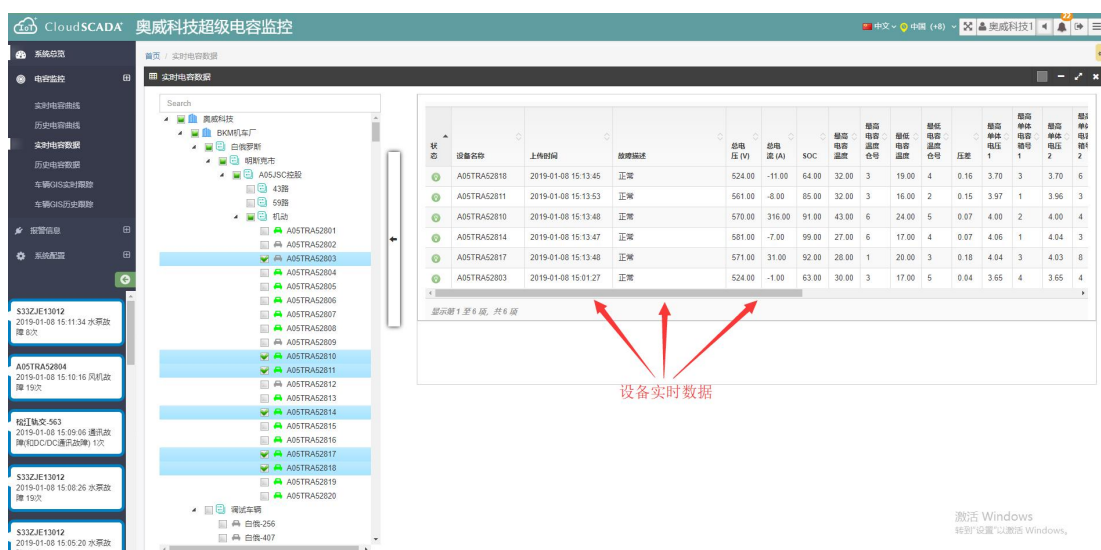 CloudSCADA 奥威科技超级电容监控
中文 中国 (+8) 奥威科技1 22
系统总览
电容监控
实时电容曲线
历史电容曲线
实时电容数据
历史电容数据
车辆GIS实时跟踪
车辆GIS历史跟踪
报警信息
系统配置
S33ZJE13012
2019-01-08 15:11:34 水泵故
障 8次
A05TRA52804
2019-01-08 15:10:16 风机故
障 19次
松江轨交-563
2019-01-08 15:09:06 通讯故
障(和DC/DC通讯故障) 1次
S33ZJE13012
2019-01-08 15:08:26 水泵故
障 19次
S33ZJE13012
2019-01-08 15:05:20 水泵故
首页 / 实时电容数据
实时电容数据
Search
奥威科技
BKM机车厂
白俄罗斯
明斯克市
A05JSC控股
43路
59路
机动
A05TRA52801
A05TRA52802
A05TRA52803
A05TRA52804
A05TRA52805
A05TRA52806
A05TRA52807
A05TRA52808
A05TRA52809
A05TRA52810
A05TRA52811
A05TRA52812
A05TRA52813
A05TRA52814
A05TRA52815
A05TRA52816
A05TRA52817
A05TRA52818
A05TRA52819
A05TRA52820
调试车辆
白俄-256
白俄-407
状态 设备名称 上传时间 故障描述 总电压 (V) 总电流 (A) SOC 最高电容温度 最高电容温度仓号 最低电容温度 最低电容温度仓号 压差 最高单体电压1 最高单体电容箱号1 最高单体电压2
A05TRA52818 2019-01-08 15:13:45 正常 524.00 -11.00 64.00 32.00 3 19.00 4 0.16 3.70 3 3.70 6
A05TRA52811 2019-01-08 15:13:53 正常 561.00 -8.00 85.00 32.00 3 16.00 2 0.15 3.97 1 3.96 3
A05TRA52810 2019-01-08 15:13:48 正常 570.00 316.00 91.00 43.00 6 24.00 5 0.07 4.00 2 4.00 4
A05TRA52814 2019-01-08 15:13:47 正常 581.00 -7.00 99.00 27.00 6 17.00 4 0.07 4.06 1 4.04 3
A05TRA52817 2019-01-08 15:13:48 正常 571.00 31.00 92.00 28.00 1 20.00 3 0.18 4.04 3 4.03 8
A05TRA52803 2019-01-08 15:01:27 正常 524.00 -1.00 63.00 30.00 3 17.00 5 0.04 3.65 4 3.65 4
显示第 1 至 6 项, 共 6 项
设备实时数据
激活 Windows
转到"设置"以激活 Windows。